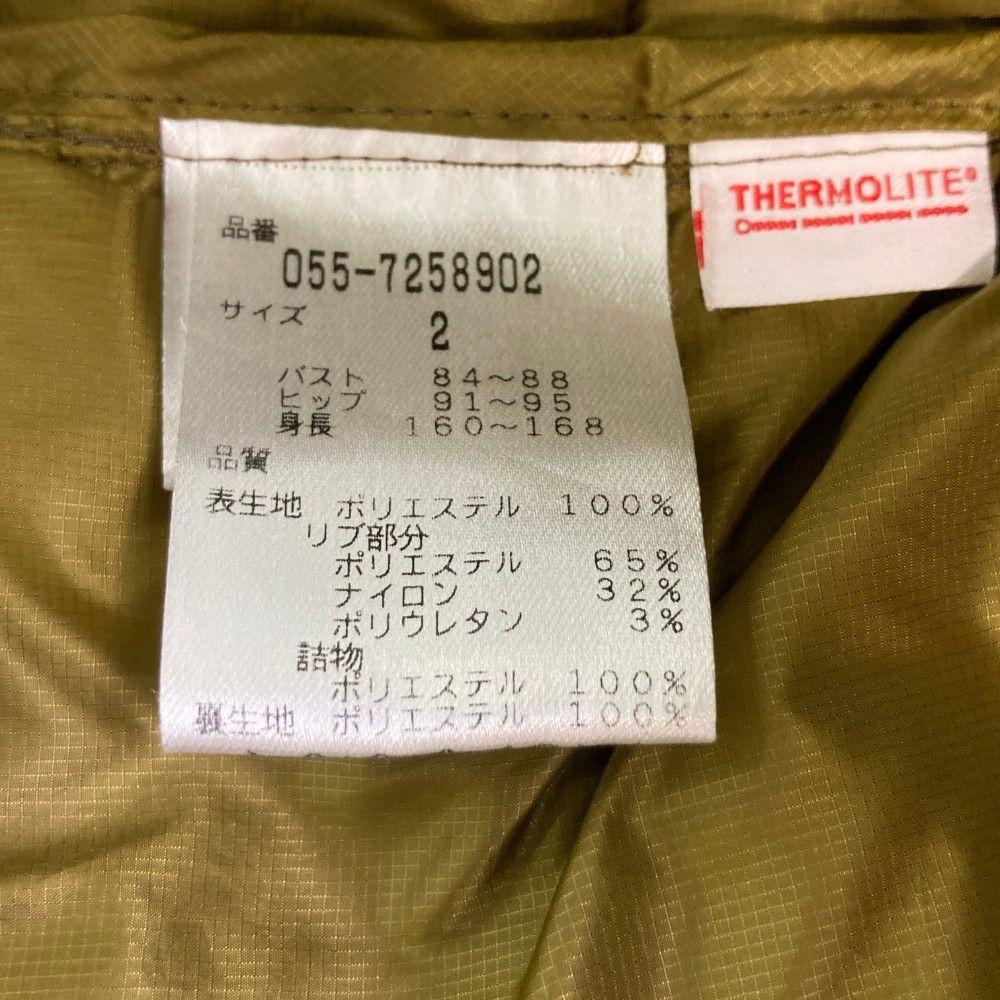 品番
055-7258902
サイズ
2
バスト 84～88
ヒップ 91～95
身長 160～168
品質
表生地 ポリエステル 100%
リブ部分
ポリエステル 65%
ナイロン 32%
ポリウレタン 3%
詰物
ポリエステル 100%
裏生地 ポリエステル 100%
THERMOLITE®